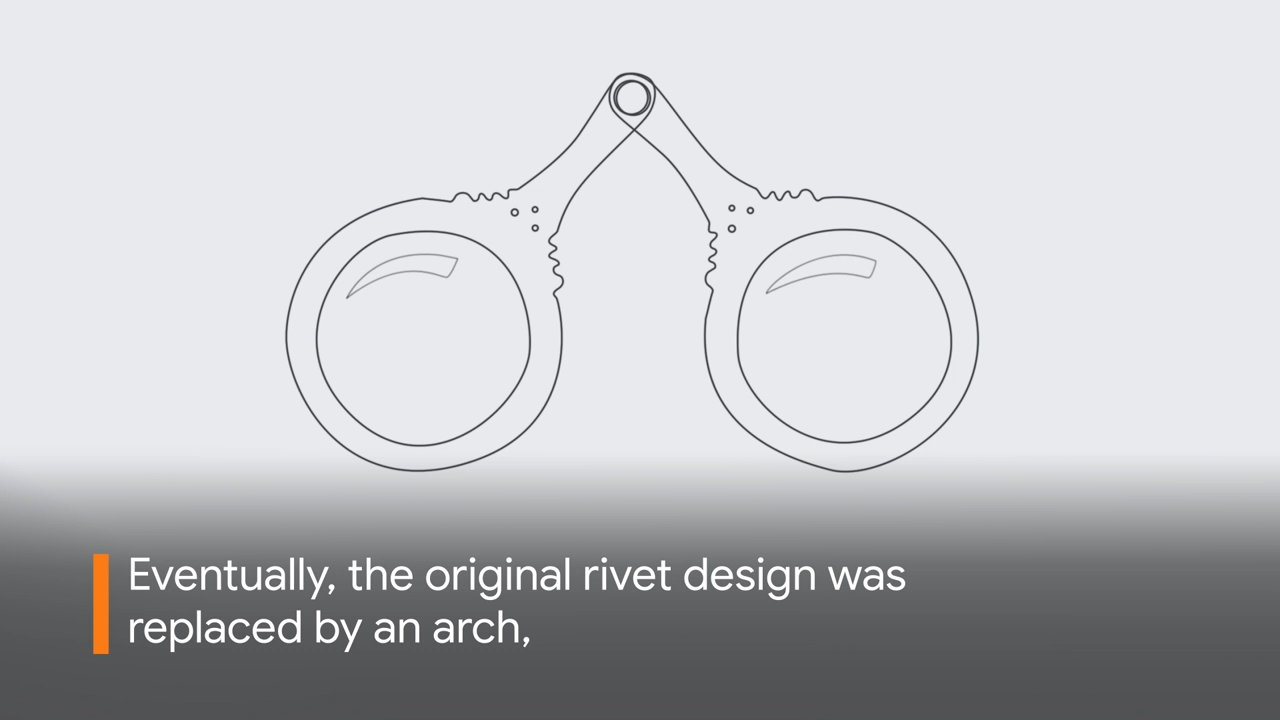 Eventually, the original rivet design was
replaced by an arch,